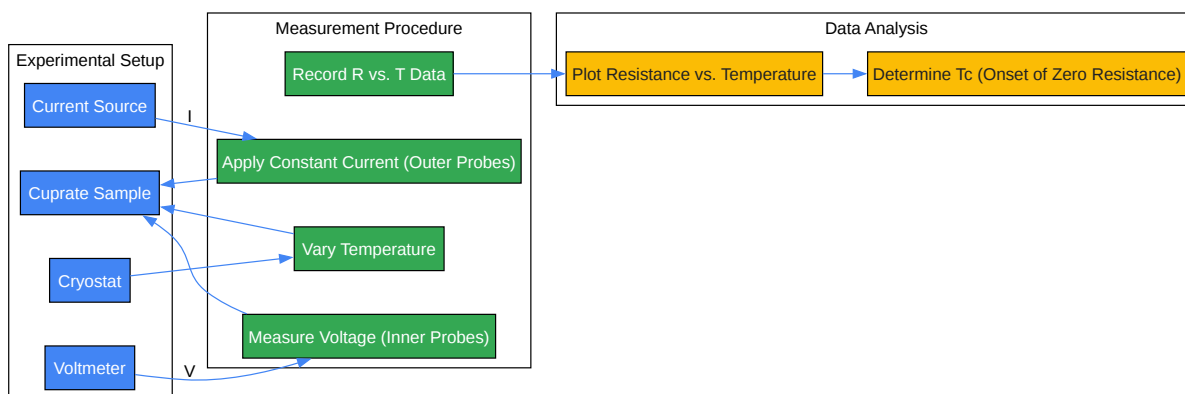 Experimental Setup
Current Source
Cuprate Sample
Cryostat
Voltmeter
I
V
Measurement Procedure
Record R vs. T Data
Apply Constant Current (Outer Probes)
Vary Temperature
Measure Voltage (Inner Probes)
Data Analysis
Plot Resistance vs. Temperature
Determine Tc (Onset of Zero Resistance)